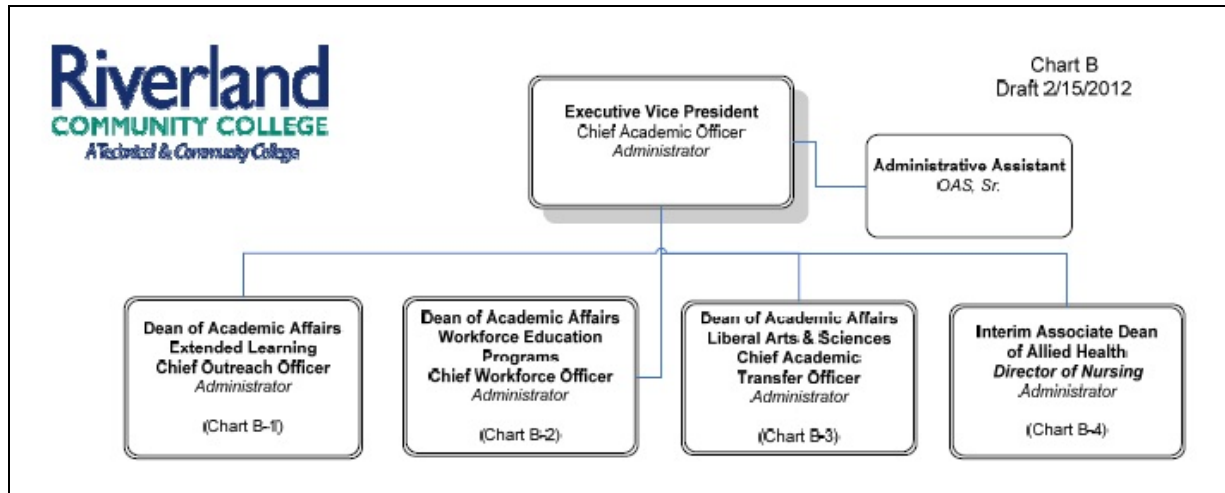 Riverland
COMMUNITY COLLEGE
A Technical & Community College
Chart B
Draft 2/15/2012
Executive Vice President
Chief Academic Officer
Administrator
Administrative Assistant
OAS, Sr.
Dean of Academic Affairs
Extended Learning
Chief Outreach Officer
Administrator
(Chart B-1)
Dean of Academic Affairs
Workforce Education
Programs
Chief Workforce Officer
Administrator
(Chart B-2)
Dean of Academic Affairs
Liberal Arts & Sciences
Chief Academic
Transfer Officer
Administrator
(Chart B-3)
Interim Associate Dean
of Allied Health
Director of Nursing
Administrator
(Chart B-4)